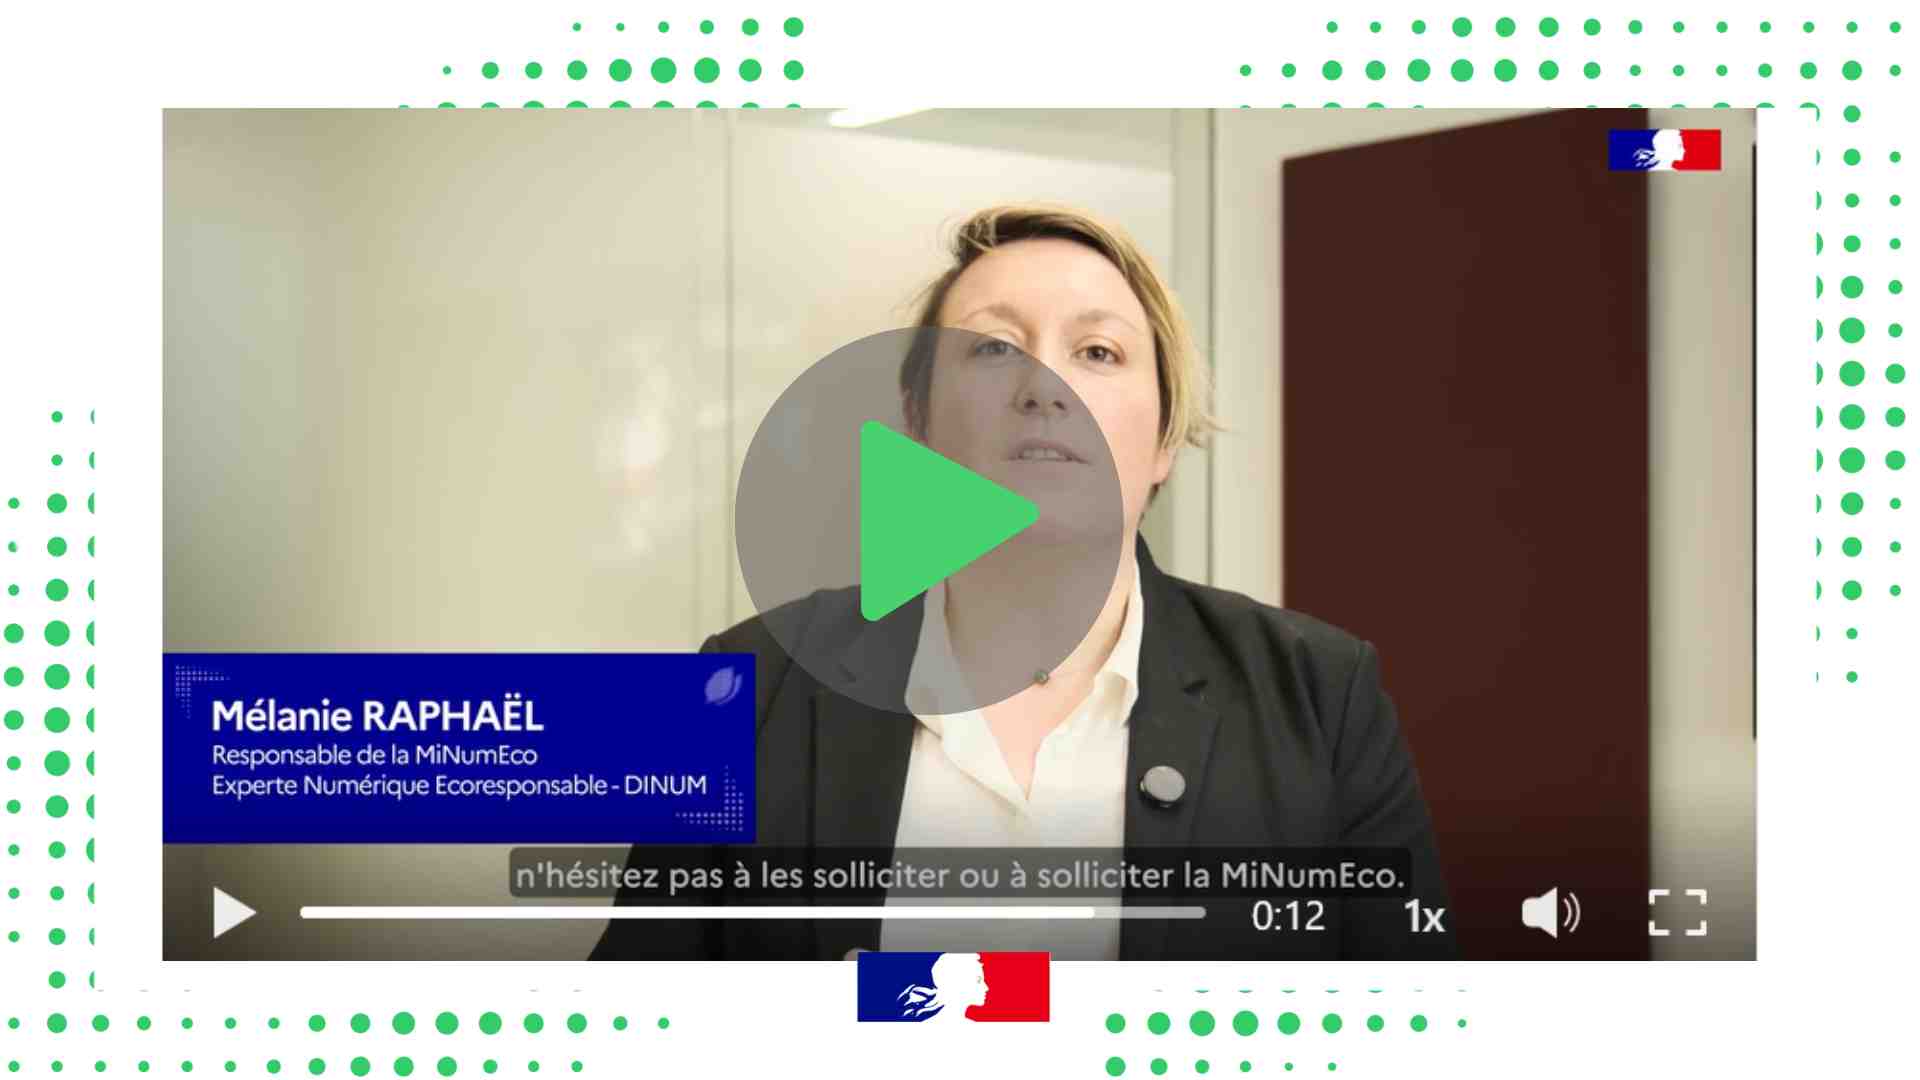 Mélanie RAPHAËL
Responsable de la MiNumEco
Experte Numérique Ecoresponsable - DINUM
n'hésitez pas à les solliciter ou à solliciter la MiNumEco.
0:12 1x